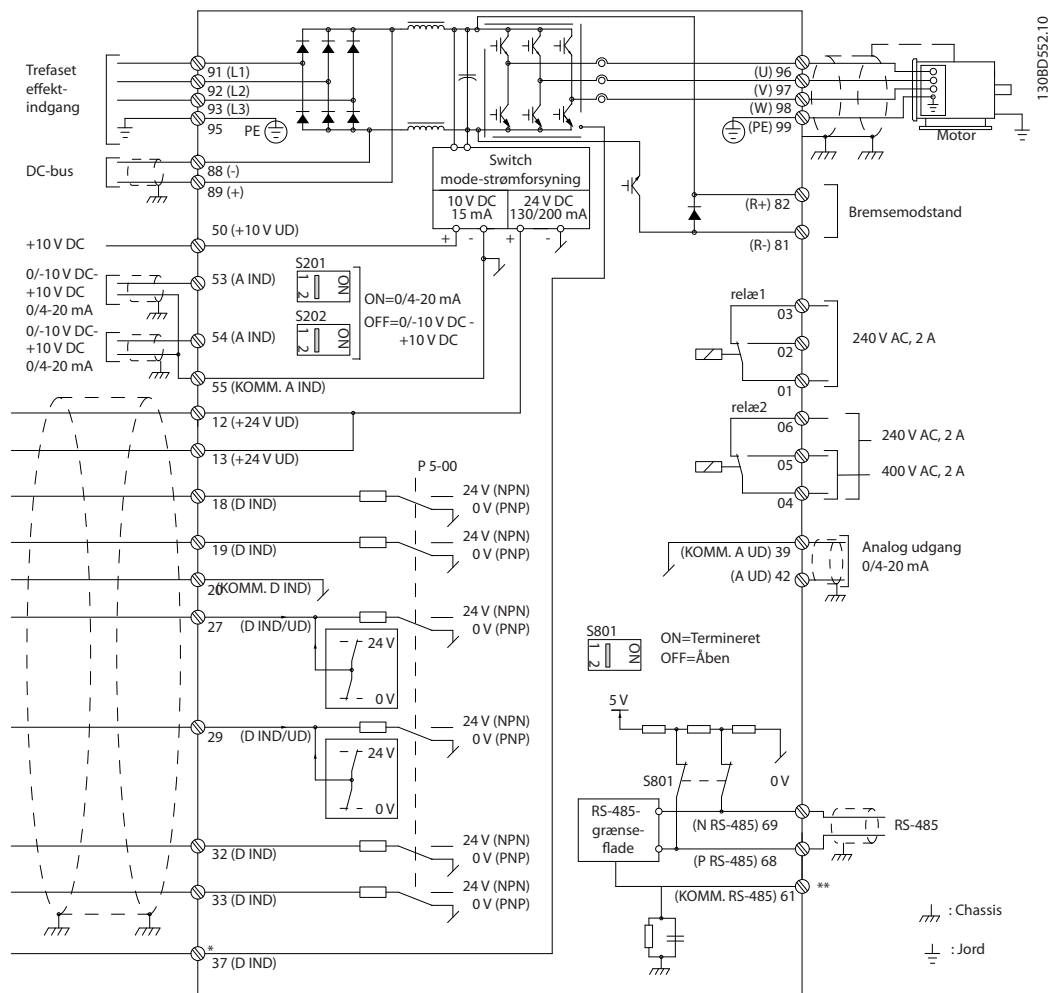 130BD552.10
Trefaset
effekt-
indgang
91 (L1)
92 (L2)
93 (L3)
95
PE
DC-bus
88 (-)
89 (+)
+10 V DC
50 (+10 V UD)
0/-10 V DC-
+10 V DC
0/4-20 mA
53 (A IND)
0/-10 V DC-
+10 V DC
0/4-20 mA
54 (A IND)
55 (KOMM. A IND)
12 (+24 V UD)
13 (+24 V UD)
18 (D IND)
19 (D IND)
20
(KOMM. D IND)
27
(D IND/UD)
24 V
0 V
29
(D IND/UD)
24 V
0 V
32 (D IND)
33 (D IND)
*
37 (D IND)
S201
1 2
ON
S202
1 2
ON
ON=0/4-20 mA
OFF=0/-10 V DC -
+10 V DC
P 5-00
24 V (NPN)
0 V (PNP)
24 V (NPN)
0 V (PNP)
24 V (NPN)
0 V (PNP)
24 V (NPN)
0 V (PNP)
24 V (NPN)
0 V (PNP)
24 V (NPN)
0 V (PNP)
Switch
mode-strømforsyning
10 V DC
15 mA
24 V DC
130/200 mA
+ - + -
(U) 96
(V) 97
(W) 98
(PE) 99
Motor
(R+) 82
Bremsemodstand
(R-) 81
relæ1
03
02
01
240 V AC, 2 A
relæ2
06
05
04
240 V AC, 2 A
400 V AC, 2 A
(KOMM. A UD) 39
(A UD) 42
Analog udgang
0/4-20 mA
S801
1 2
ON
ON=Termineret
OFF=Åben
5 V
S801
0 V
RS-485-
grænse-
flade
(N RS-485) 69
RS-485
(P RS-485) 68
(KOMM. RS-485) 61
**
: Chassis
: Jord